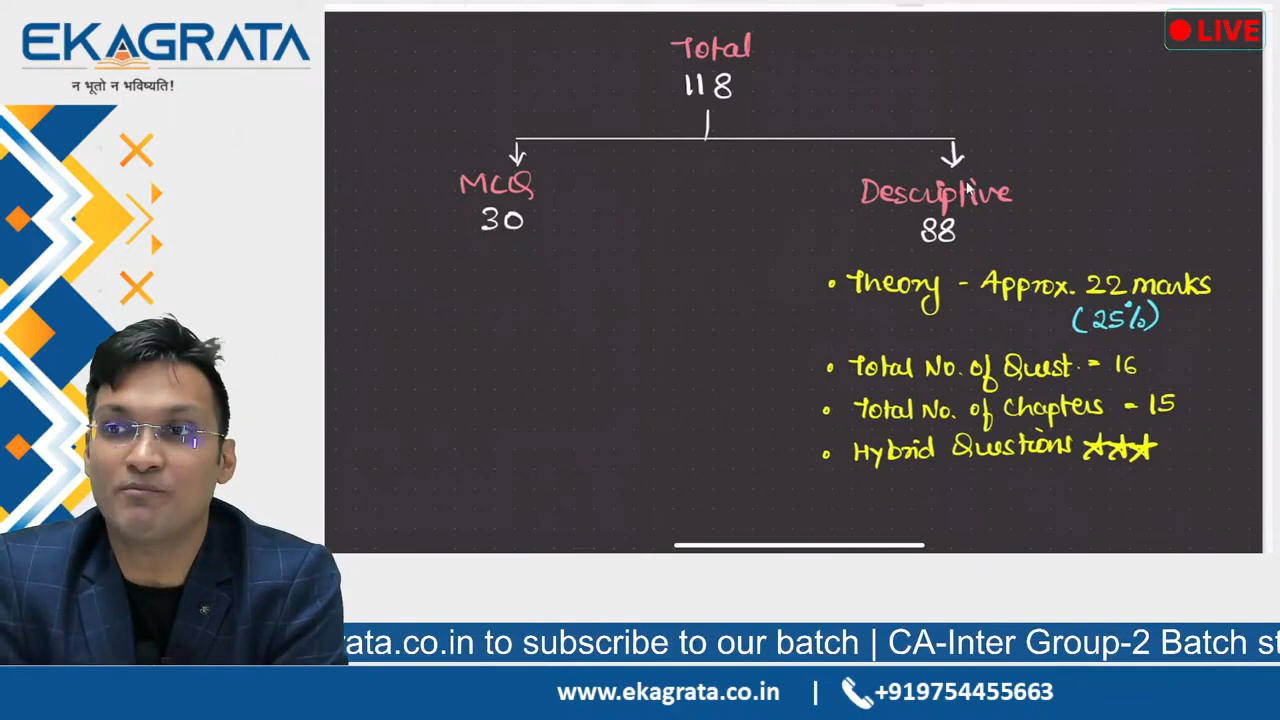 EKAGRATA
न भूतो न भविष्यति!
LIVE
Total
118
MCQ
30
Descriptive
88
• Theory - Approx. 22 marks
(25%)
• Total No. of Quest. = 16
• Total No. of Chapters - 15
• Hybrid Questions ★★★
rata.co.in to subscribe to our batch | CA-Inter Group-2 Batch st
www.ekagrata.co.in | +919754455663